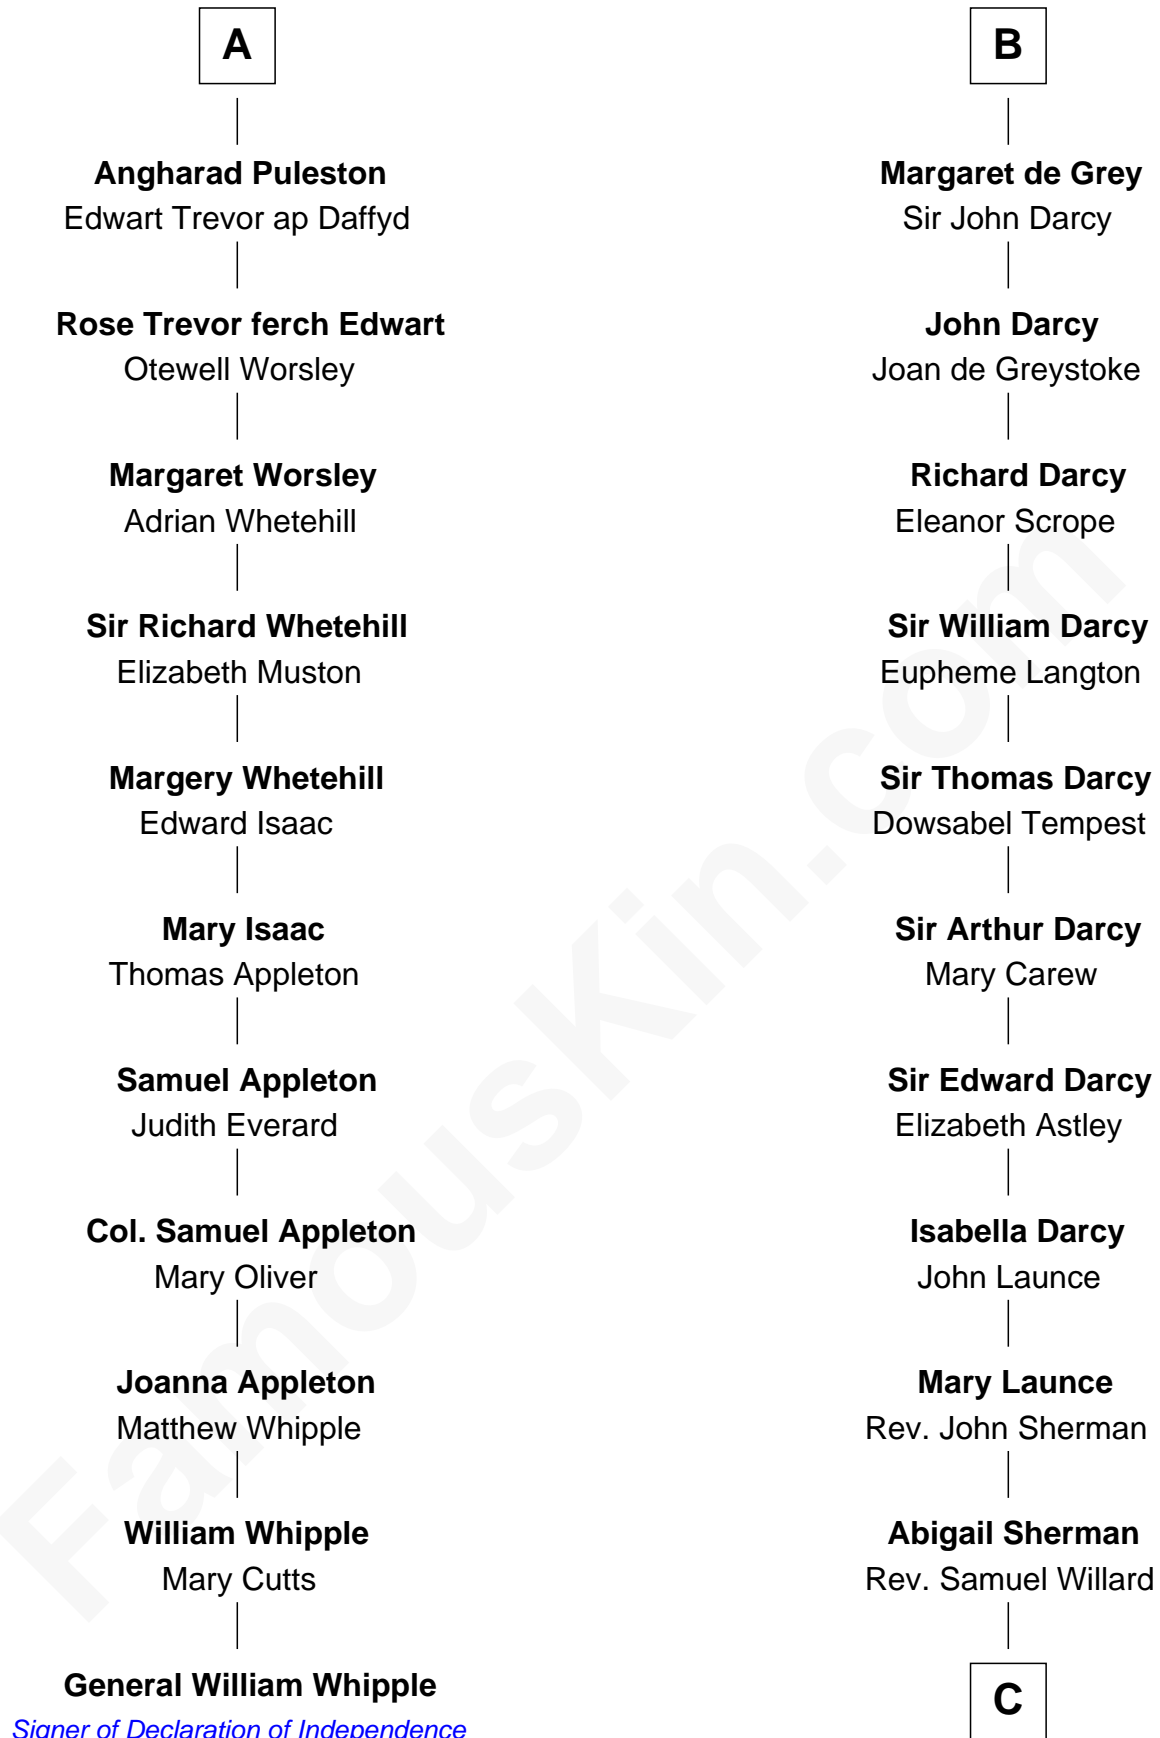 A
Angharad Puleston
Edwart Trevor ap Daffyd
Rose Trevor ferch Edwart
Otewell Worsley
Margaret Worsley
Adrian Whetehill
Sir Richard Whetehill
Elizabeth Muston
Margery Whetehill
Edward Isaac
Mary Isaac
Thomas Appleton
Samuel Appleton
Judith Everard
Col. Samuel Appleton
Mary Oliver
Joanna Appleton
Matthew Whipple
William Whipple
Mary Cutts
General William Whipple
Signer of Declaration of Independence
B
Margaret de Grey
Sir John Darcy
John Darcy
Joan de Greystoke
Richard Darcy
Eleanor Scrope
Sir William Darcy
Eupheme Langton
Sir Thomas Darcy
Dowsabel Tempest
Sir Arthur Darcy
Mary Carew
Sir Edward Darcy
Elizabeth Astley
Isabella Darcy
John Launce
Mary Launce
Rev. John Sherman
Abigail Sherman
Rev. Samuel Willard
C
FamousKin.com